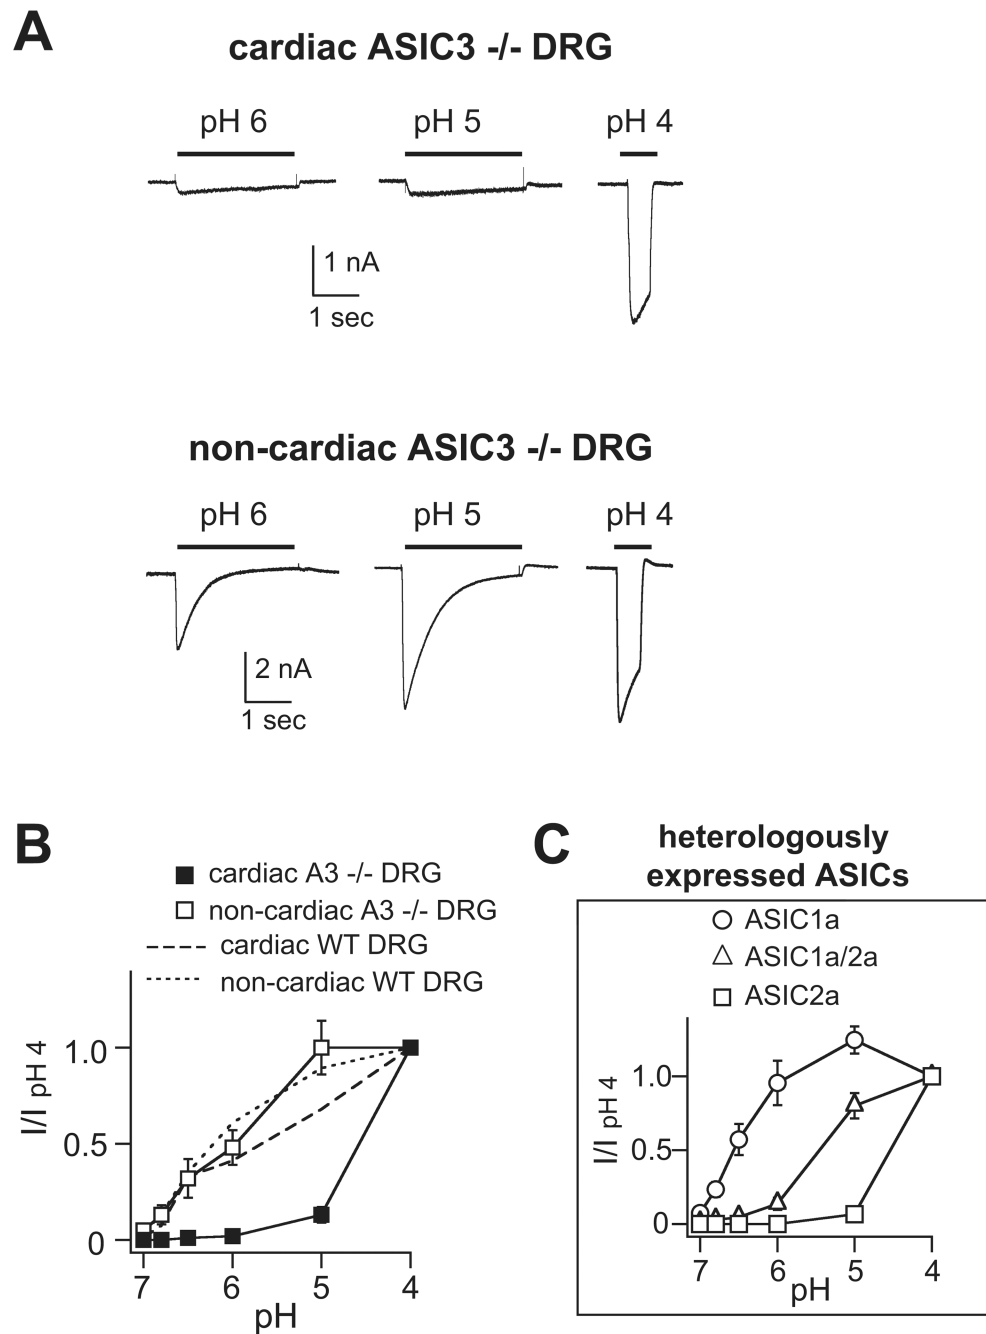 A
cardiac ASIC3 -/- DRG
pH 6 pH 5 pH 4
1 nA
1 sec
non-cardiac ASIC3 -/- DRG
pH 6 pH 5 pH 4
2 nA
1 sec
B
cardiac A3 -/- DRG
non-cardiac A3 -/- DRG
cardiac WT DRG
non-cardiac WT DRG
I/I pH 4
1.0
0.5
0
7 6 5 4
pH
C
heterologously
expressed ASICs
ASIC1a
ASIC1a/2a
ASIC2a
I/I pH 4
1.0
0.5
0
7 6 5 4
pH